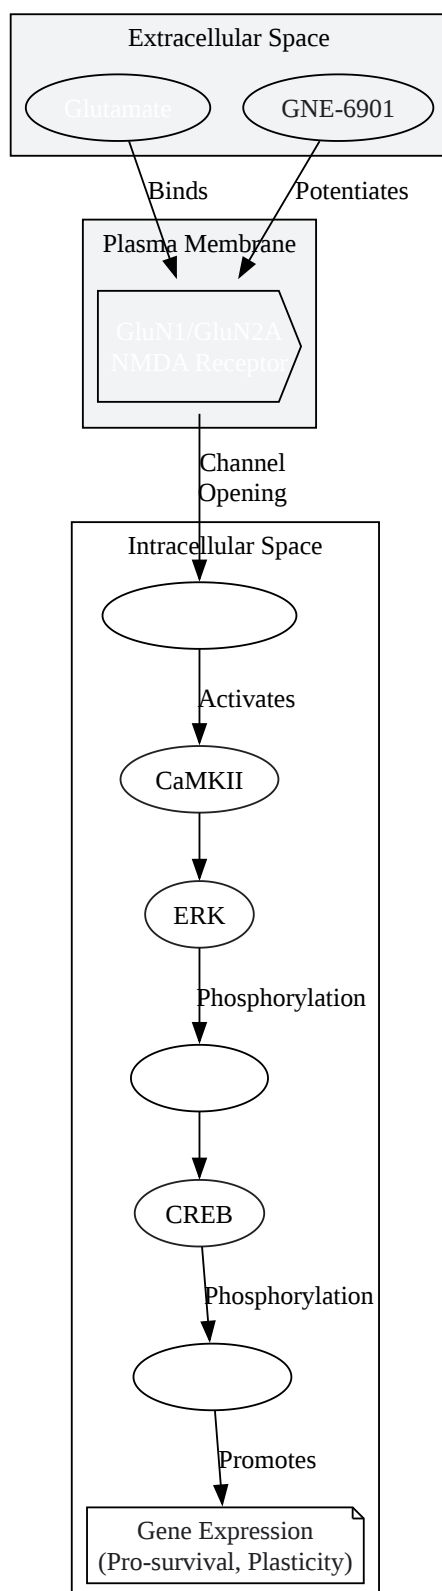 Extracellular Space
Glutamate
GNE-6901
Binds
Potentiates
Plasma Membrane
GluN1/GluN2A
NMDA Receptor
Channel
Opening
Intracellular Space
Activates
CaMKII
ERK
Phosphorylation
CREB
Phosphorylation
Promotes
Gene Expression
(Pro-survival, Plasticity)